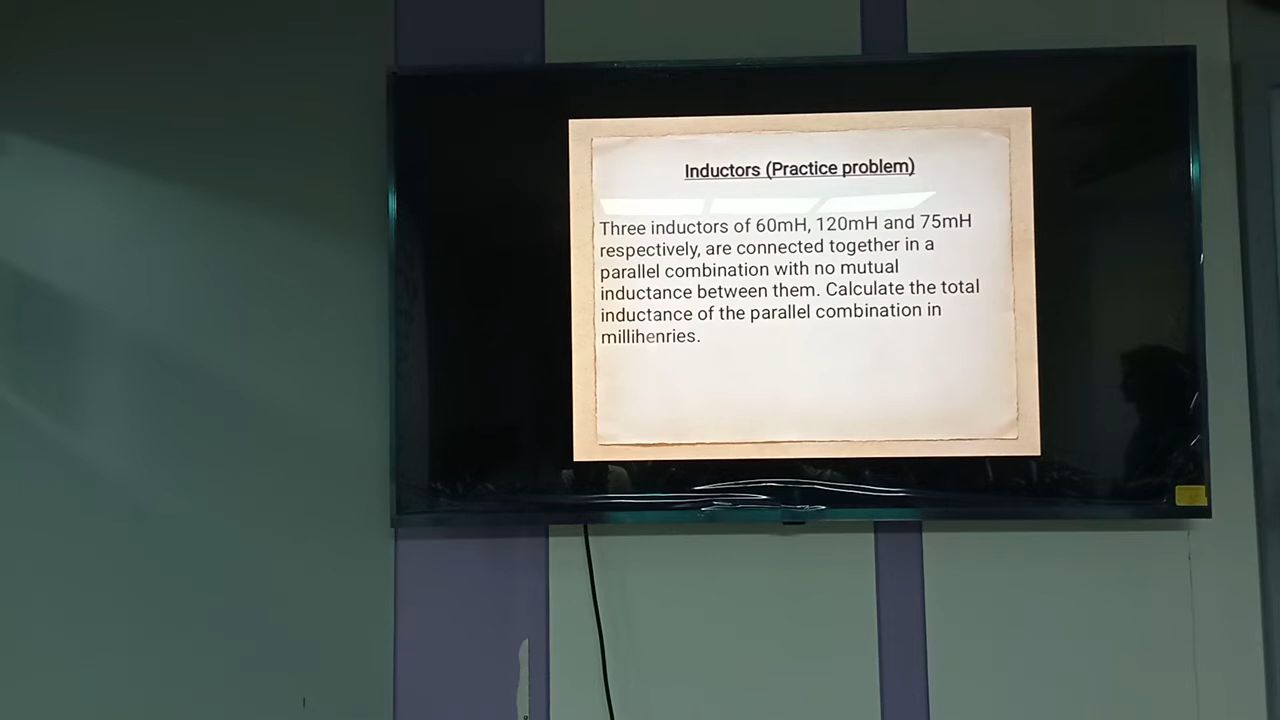 Inductors (Practice problem)
Three inductors of 60mH, 120mH and 75mH
respectively, are connected together in a
parallel combination with no mutual
inductance between them. Calculate the total
inductance of the parallel combination in
millihenries.